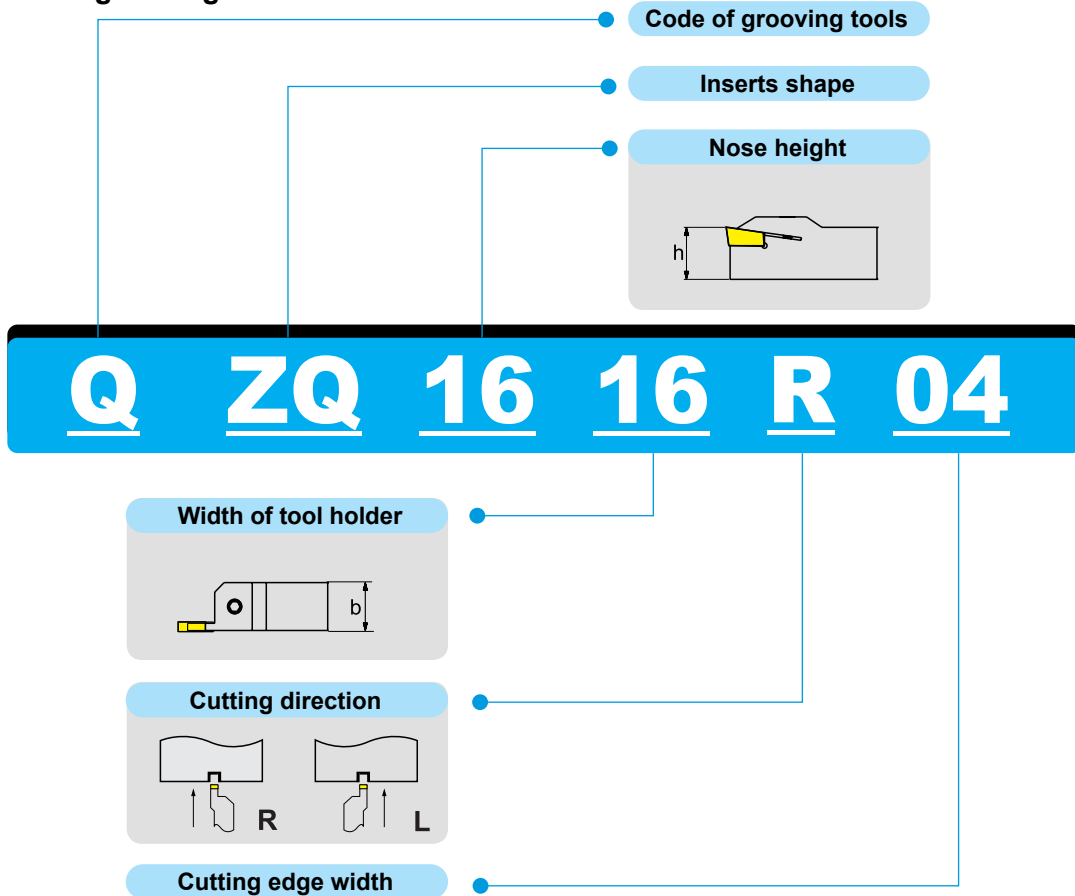 Code of grooving tools
Inserts shape
Nose height
h
Q ZQ 16 16 R 04
Width of tool holder
b
Cutting direction
R L
Cutting edge width